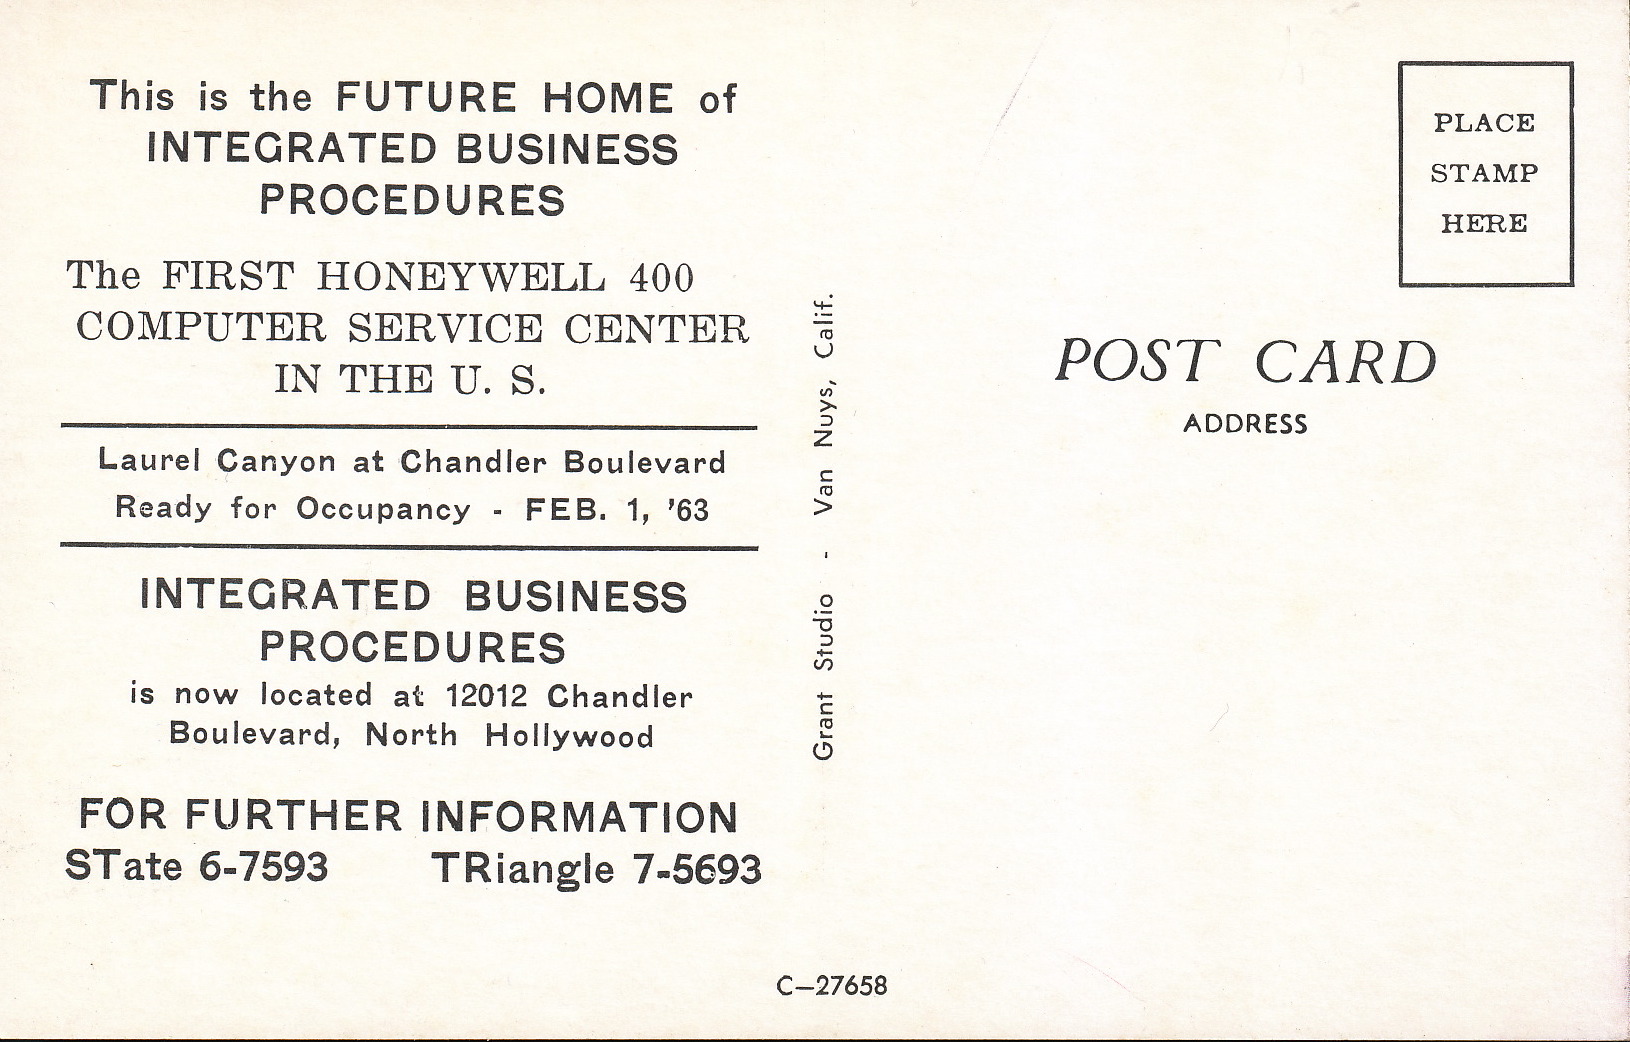 This is the FUTURE HOME of
INTEGRATED BUSINESS
PROCEDURES
The FIRST HONEYWELL 400
COMPUTER SERVICE CENTER
IN THE U. S.
Laurel Canyon at Chandler Boulevard
Ready for Occupancy - FEB. 1, '63
INTEGRATED BUSINESS
PROCEDURES
is now located at 12012 Chandler
Boulevard, North Hollywood
FOR FURTHER INFORMATION
STate 6-7593 TRiangle 7-5693
Grant Studio - Van Nuys, Calif.
C—27658
PLACE
STAMP
HERE
POST CARD
ADDRESS